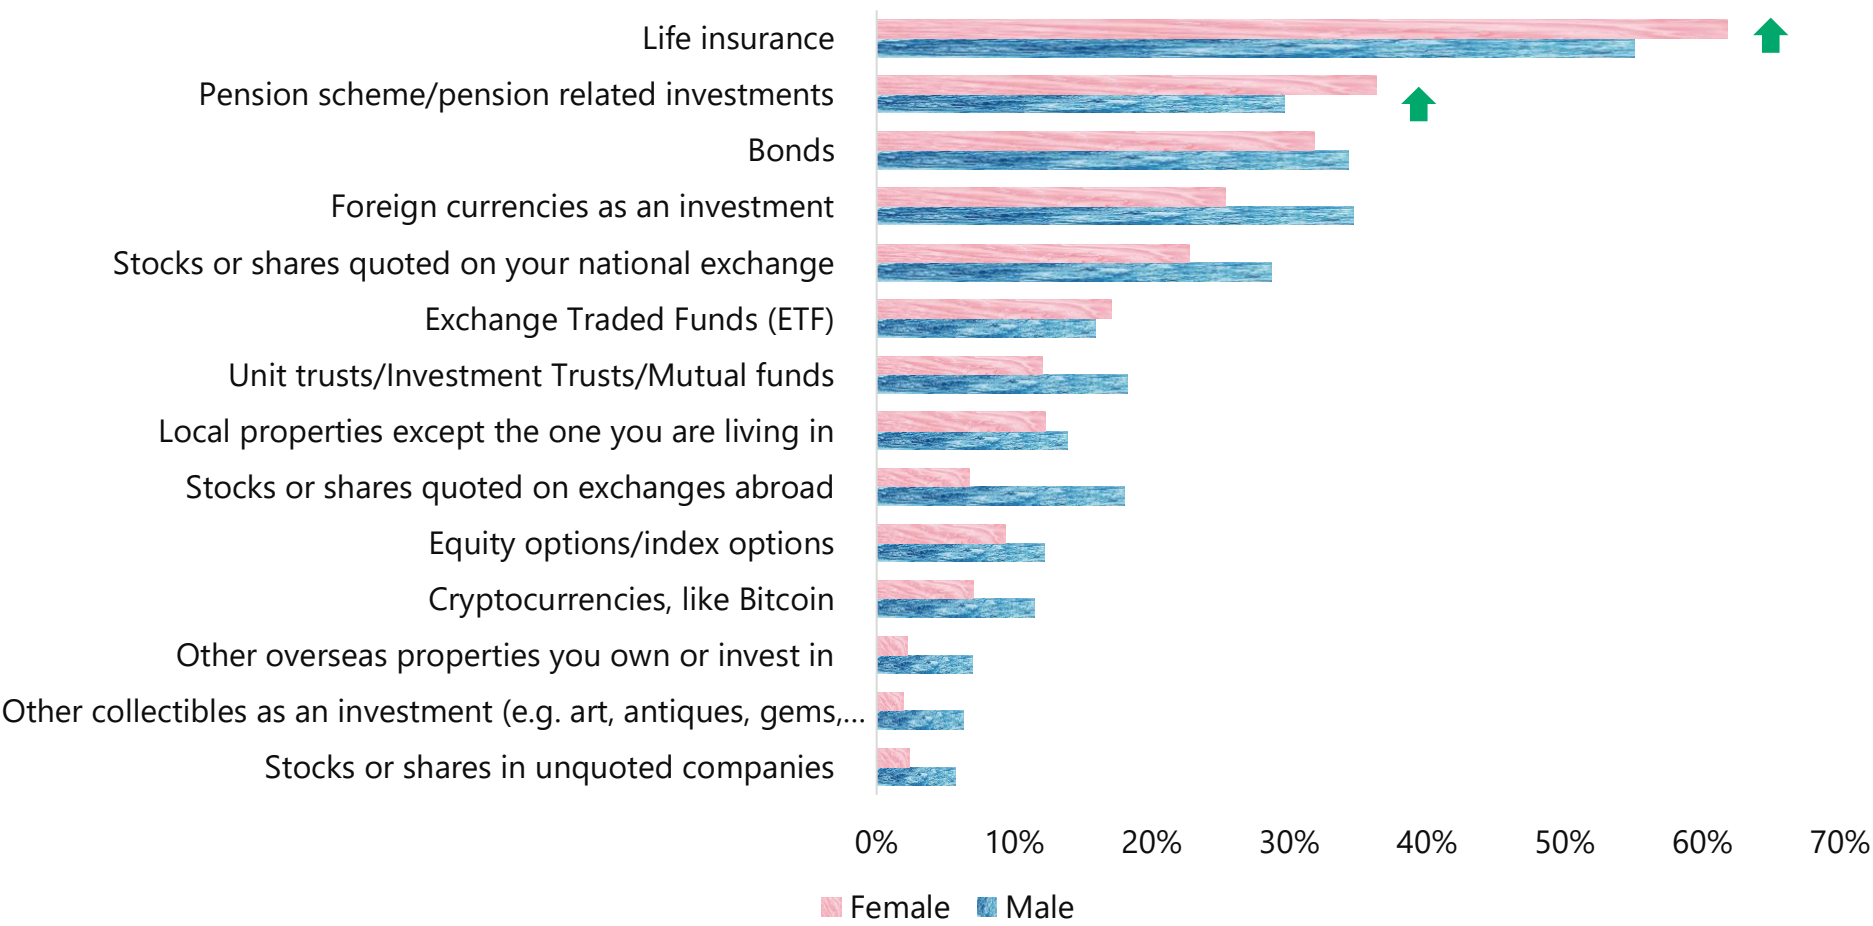 Life insurance
Pension scheme/pension related investments
Bonds
Foreign currencies as an investment
Stocks or shares quoted on your national exchange
Exchange Traded Funds (ETF)
Unit trusts/Investment Trusts/Mutual funds
Local properties except the one you are living in
Stocks or shares quoted on exchanges abroad
Equity options/index options
Cryptocurrencies, like Bitcoin
Other overseas properties you own or invest in
Other collectibles as an investment (e.g. art, antiques, gems,...
Stocks or shares in unquoted companies
0% 10% 20% 30% 40% 50% 60% 70%
Female Male